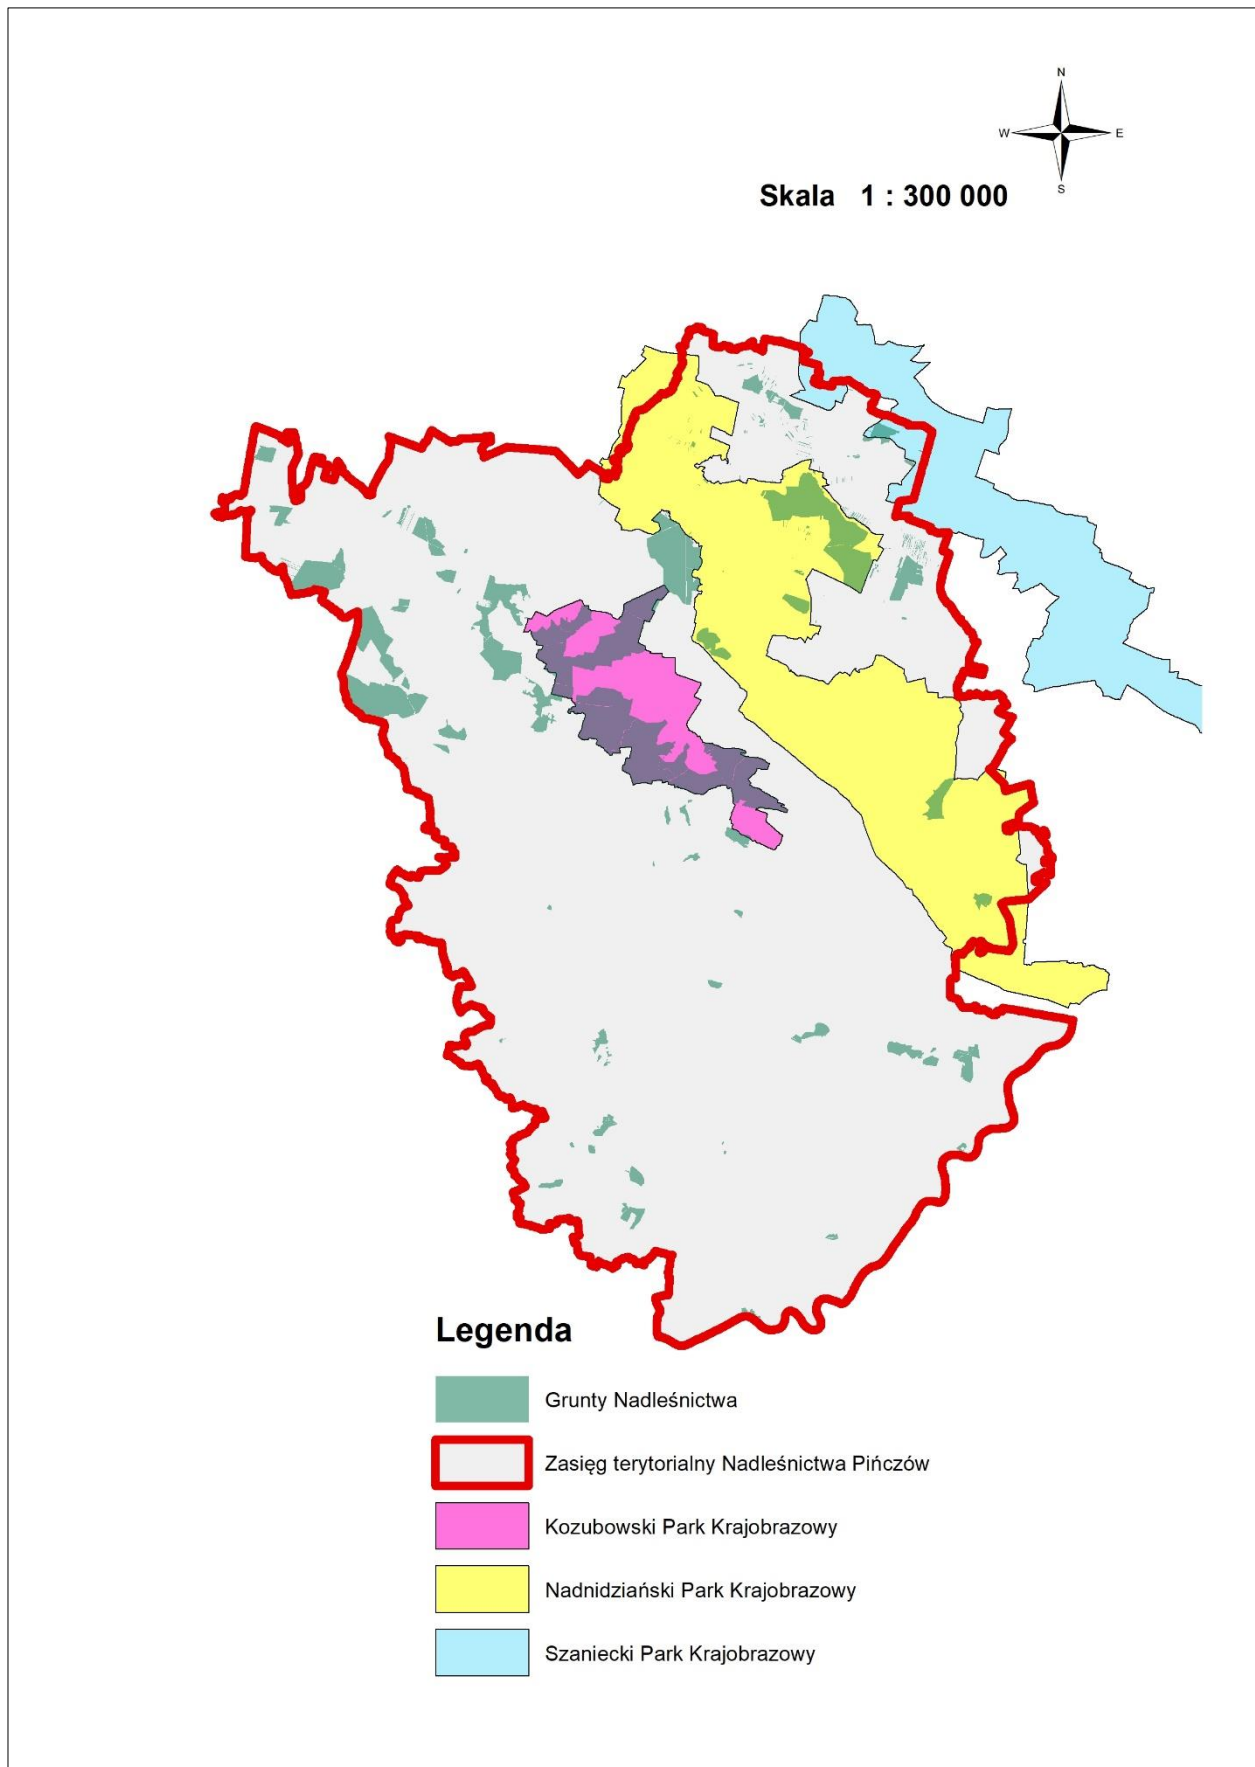 N
W E
S
Skala 1 : 300 000
Legenda
Grunty Nadleśnictwa
Zasięg terytorialny Nadleśnictwa Pińczów
Kozubowski Park Krajobrazowy
Nadnidziański Park Krajobrazowy
Szaniecki Park Krajobrazowy